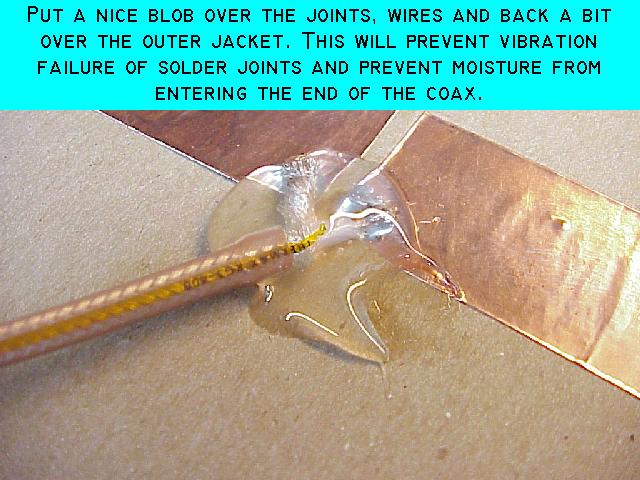 Put a nice blob over the joints, wires and back a bit
over the outer jacket. This will prevent vibration
failure of solder joints and prevent moisture from
entering the end of the coax.